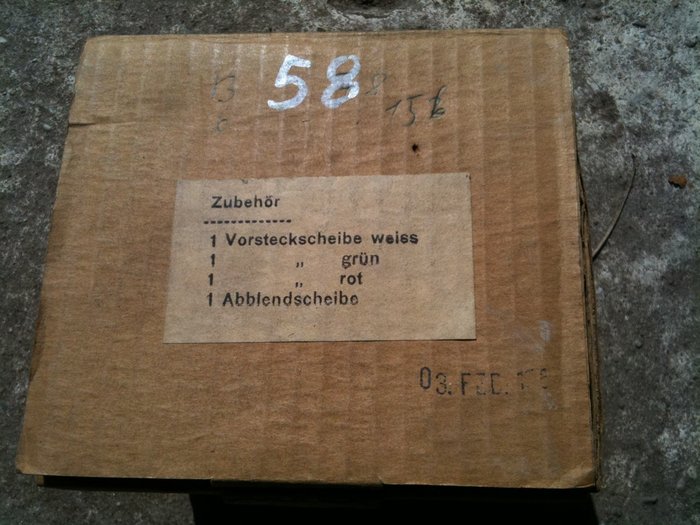 58
15
Zubehör
-------------
1 Vorsteckscheibe weiss
1 „ grün
1 „ rot
1 Abblendscheibe
03. FEB.